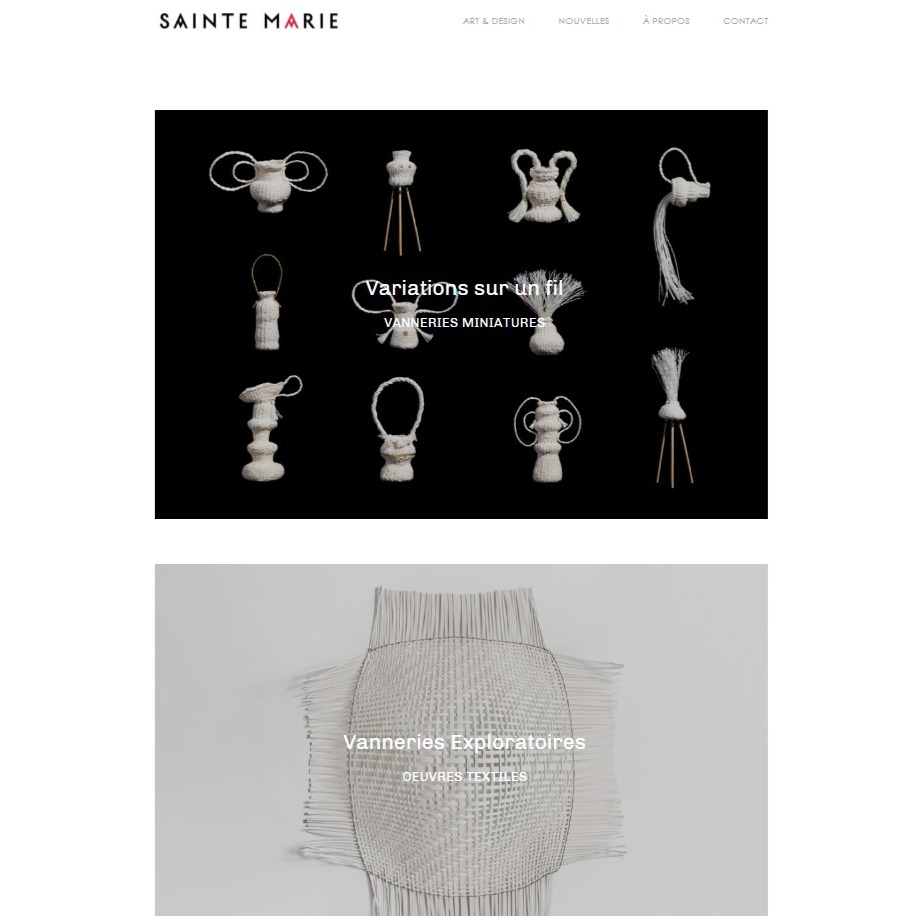 SAINTE MARIE
ART & DESIGN
NOUVELLES
À PROPOS
CONTACT
Variations sur un fil
VANNERIES MINIATURES
Vanneries Exploratoires
OEUVRES TEXTILES